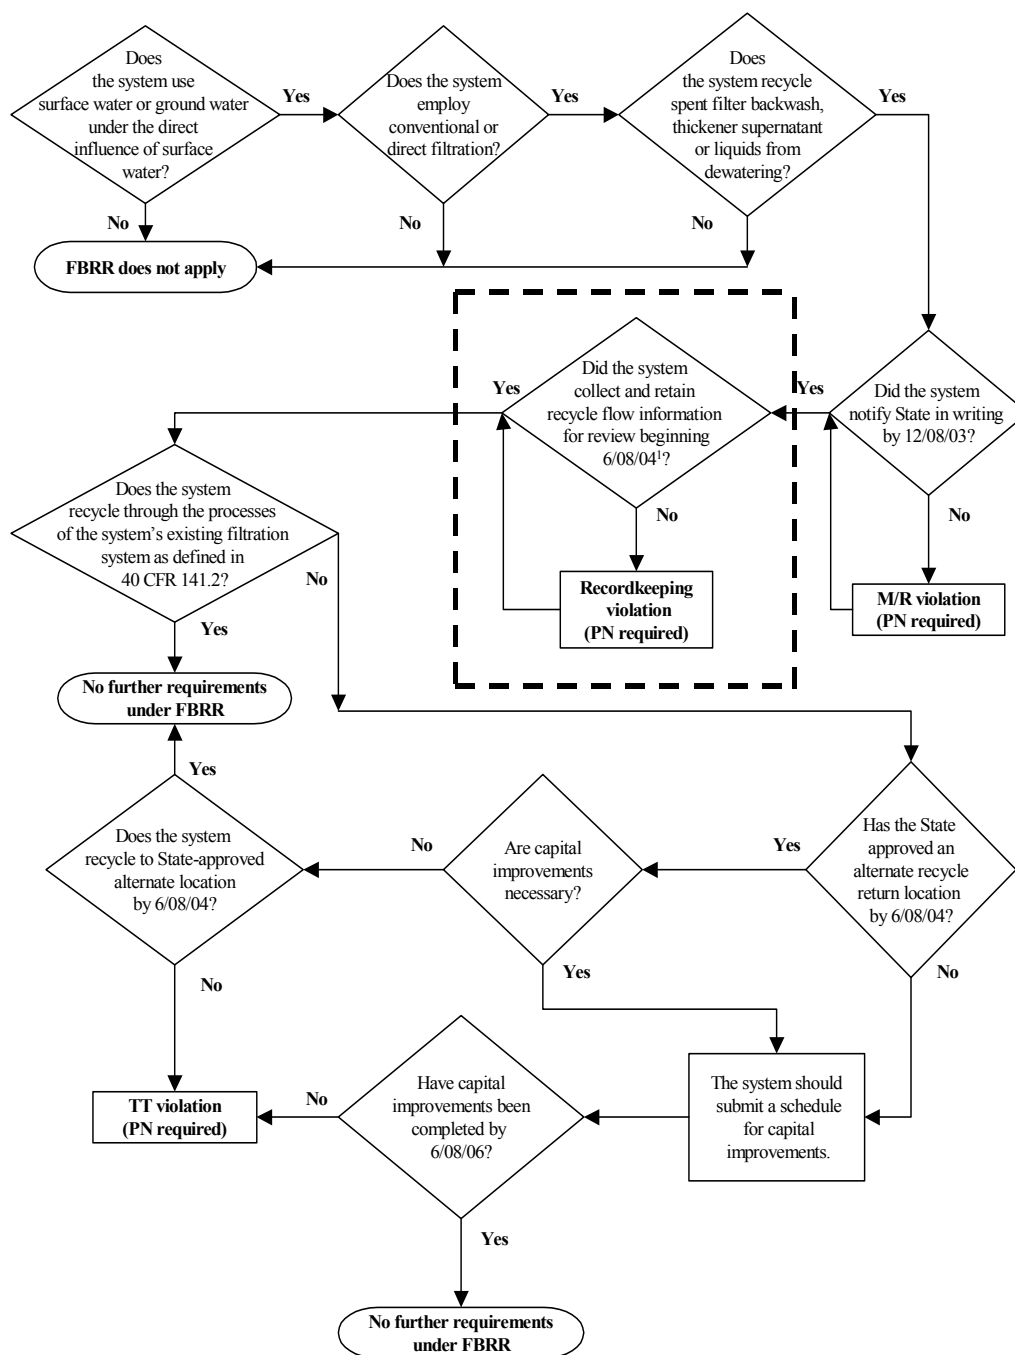 Does
the system use
surface water or ground water
under the direct
influence of surface
water?
Yes
Does the system
employ
conventional or
direct filtration?
Yes
Does
the system recycle
spent filter backwash,
thickener supernatant
or liquids from
dewatering?
Yes
No
No
No
FBRR does not apply
Did the system
notify State in writing
by 12/08/03?
Yes
No
M/R violation
(PN required)
Did the system
collect and retain
recycle flow information
for review beginning
6/08/04¹?
Yes
No
Recordkeeping
violation
(PN required)
Does the system
recycle through the processes
of the system’s existing filtration
system as defined in
40 CFR 141.2?
No
Yes
No further requirements
under FBRR
Yes
Does the system
recycle to State-approved
alternate location
by 6/08/04?
No
No
Are capital
improvements
necessary?
Yes
Yes
Has the State
approved an
alternate recycle
return location
by 6/08/04?
No
TT violation
(PN required)
No
Have capital
improvements been
completed by
6/08/06?
The system should
submit a schedule
for capital
improvements.
Yes
No further requirements
under FBRR